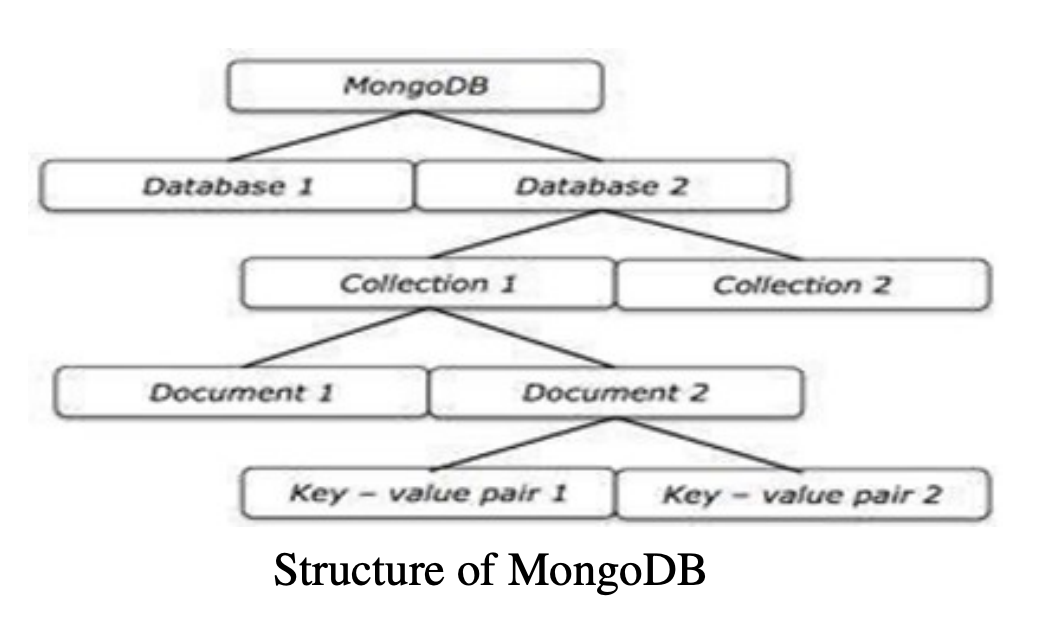 MongoDB
Database 1 Database 2
Collection 1 Collection 2
Document 1 Document 2
Key – value pair 1 Key – value pair 2
Structure of MongoDB